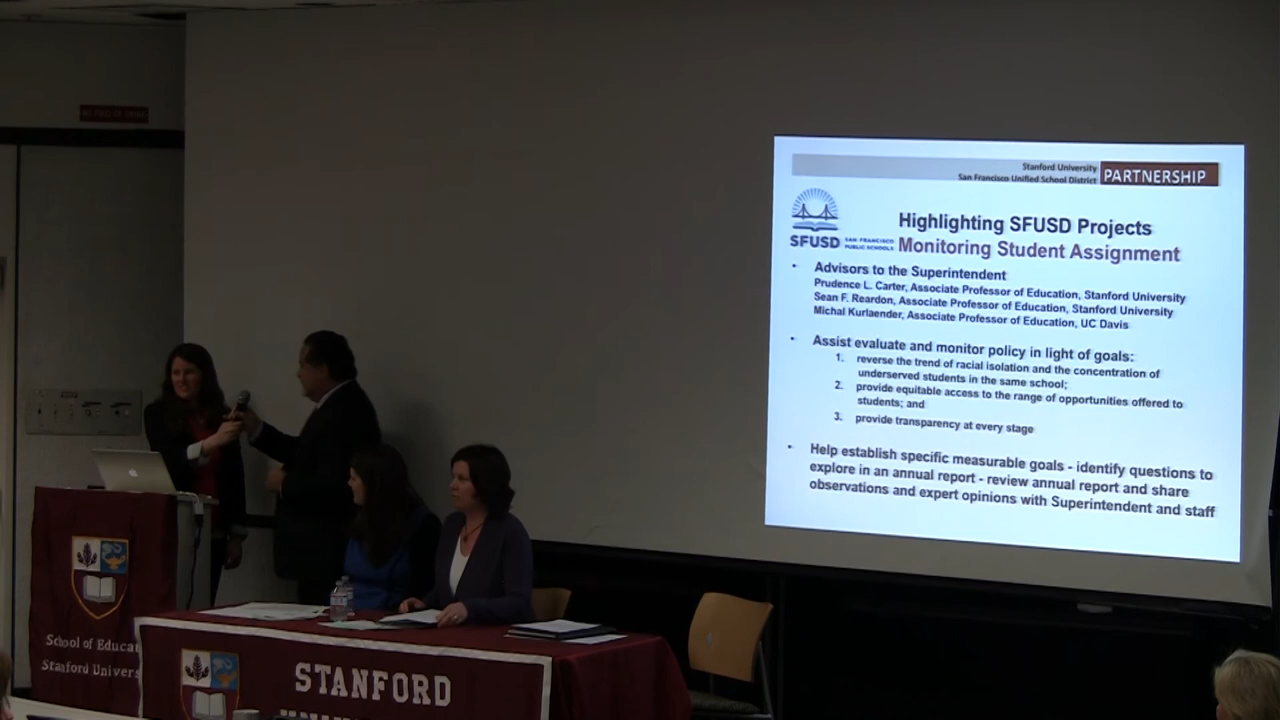 Stanford University
San Francisco Unified School District
PARTNERSHIP
SFUSD
SAN FRANCISCO
PUBLIC SCHOOLS
Highlighting SFUSD Projects
Monitoring Student Assignment
• Advisors to the Superintendent
Prudence L. Carter, Associate Professor of Education, Stanford University
Sean F. Reardon, Associate Professor of Education, Stanford University
Michal Kurlaender, Associate Professor of Education, UC Davis
• Assist evaluate and monitor policy in light of goals:
1. reverse the trend of racial isolation and the concentration of
underserved students in the same school;
2. provide equitable access to the range of opportunities offered to
students; and
3. provide transparency at every stage
• Help establish specific measurable goals - identify questions to
explore in an annual report - review annual report and share
observations and expert opinions with Superintendent and staff
School of Educat
Stanford Univers
STANFORD